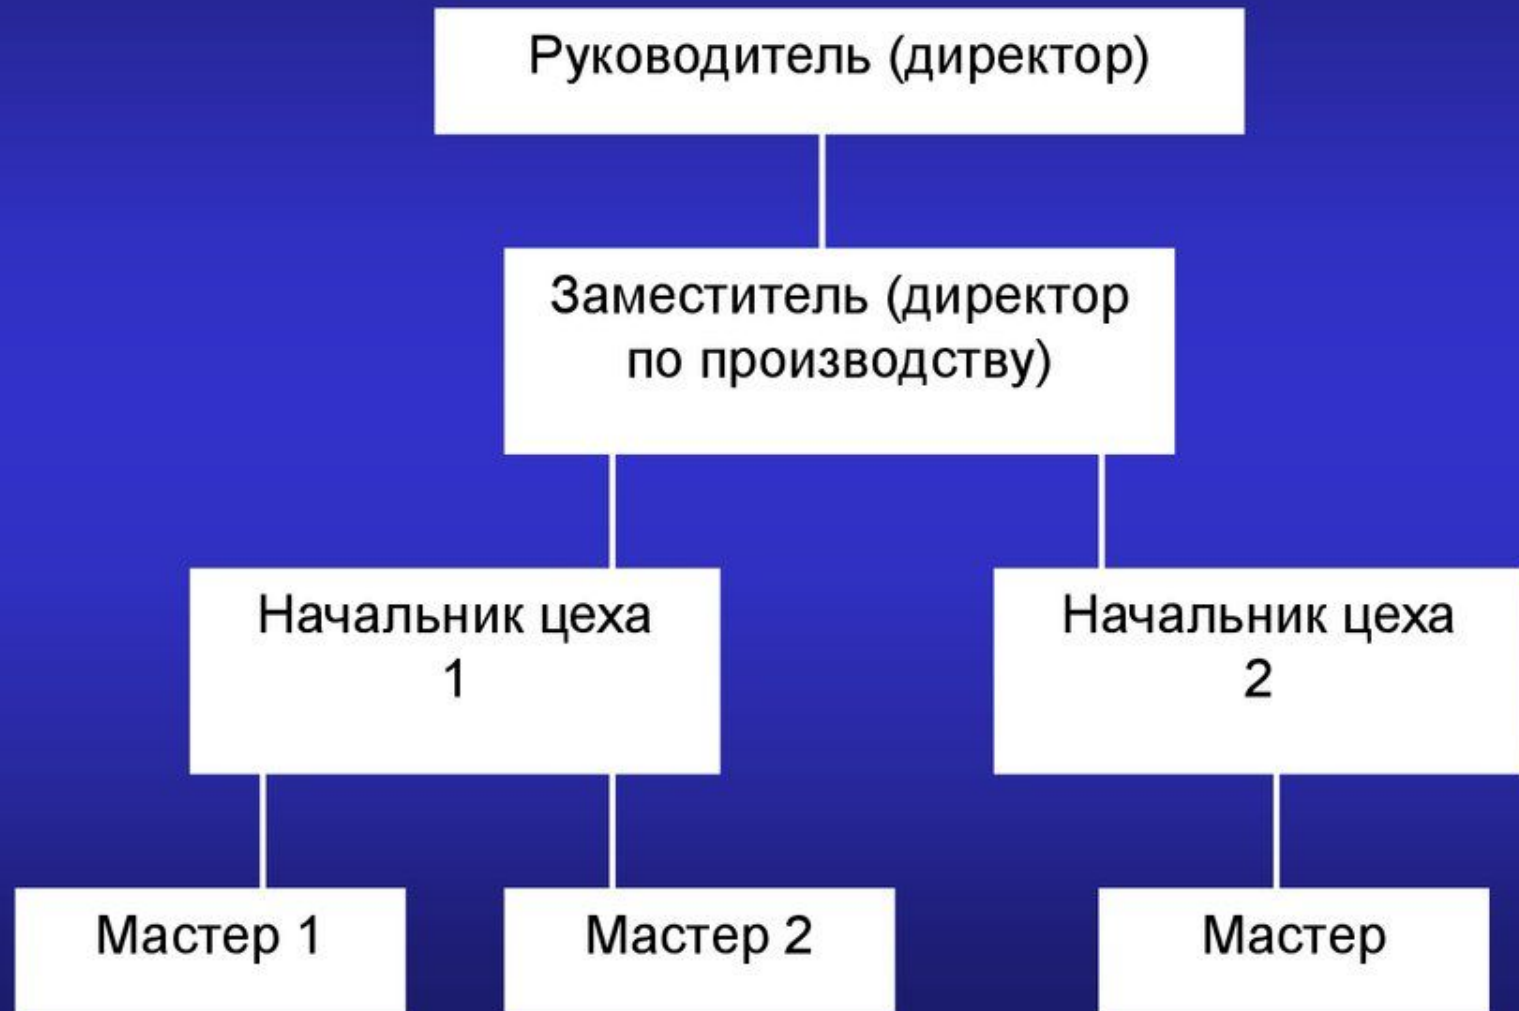 Руководитель (директор)
Заместитель (директор
по производству)
Начальник цеха
1
Начальник цеха
2
Мастер 1
Мастер 2
Мастер